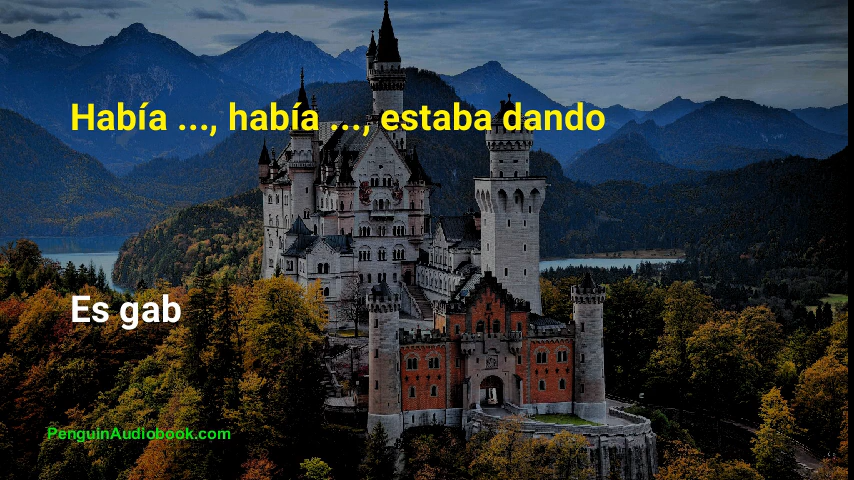 Había ..., había ..., estaba dando
Es gab
PenguinAudiobook.com